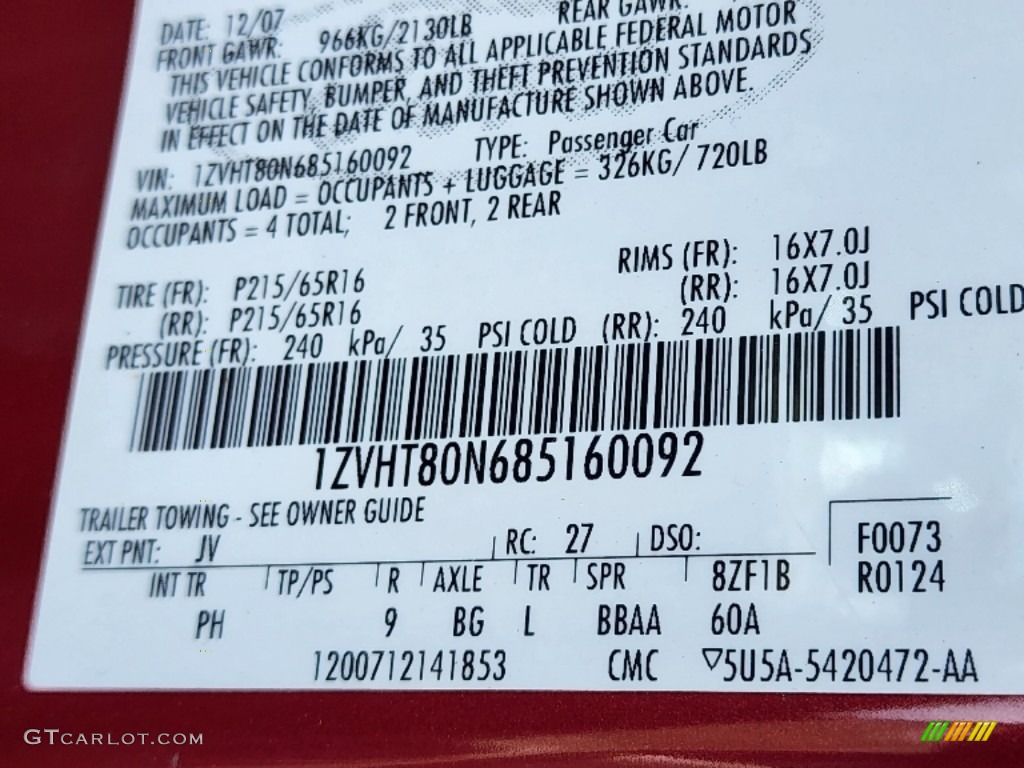 DATE: 12/07
FRONT GAWR: 966KG/2130LB REAR GAWR:
THIS VEHICLE CONFORMS TO ALL APPLICABLE FEDERAL MOTOR
VEHICLE SAFETY, BUMPER, AND THEFT PREVENTION STANDARDS
IN EFFECT ON THE DATE OF MANUFACTURE SHOWN ABOVE.
VIN: 1ZVHT80N685160092 TYPE: Passenger Car
MAXIMUM LOAD = OCCUPANTS + LUGGAGE = 326KG/ 720LB
OCCUPANTS = 4 TOTAL; 2 FRONT, 2 REAR
TIRE (FR): P215/65R16 RIMS (FR): 16X7.0J
(RR): P215/65R16 (RR): 16X7.0J
PRESSURE (FR): 240 kPa/ 35 PSI COLD (RR): 240 kPa/ 35 PSI COLD
1ZVHT80N685160092
TRAILER TOWING - SEE OWNER GUIDE
EXT PNT: JV RC: 27 DSO: F0073
INT TR TP/PS R AXLE TR SPR 8ZF1B R0124
PH 9 BG L BBAA 60A
1200712141853 CMC ▽5U5A-5420472-AA
GTCARLOT.COM